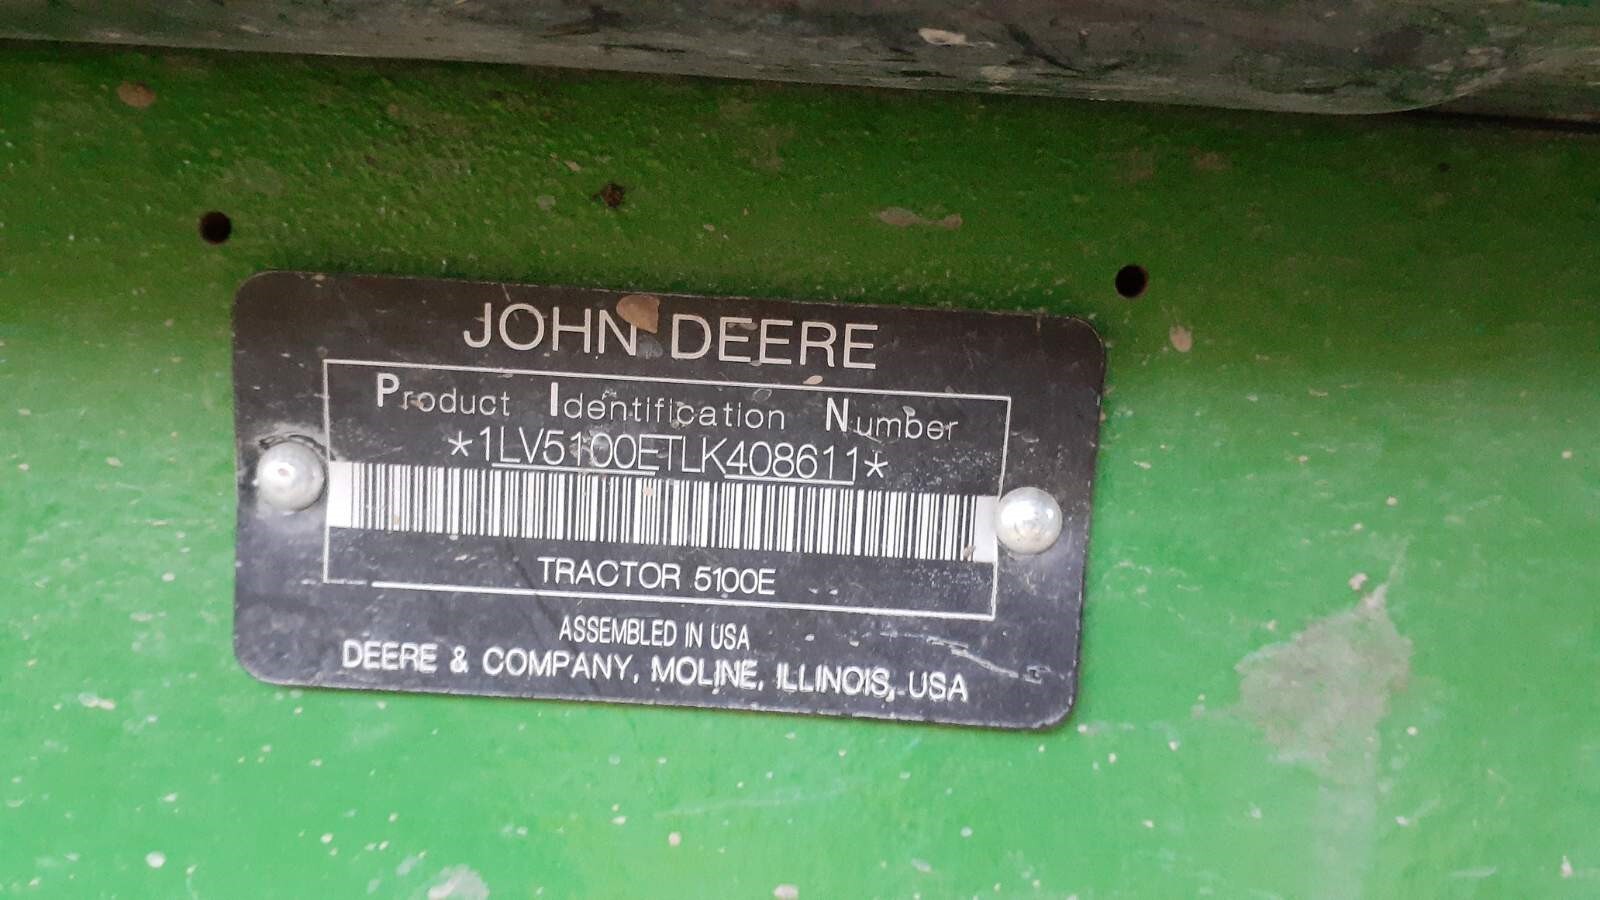 JOHN DEERE
Product Identification Number
*1LV5100ETLK408611*
TRACTOR 5100E
ASSEMBLED IN USA
DEERE & COMPANY, MOLINE, ILLINOIS, USA